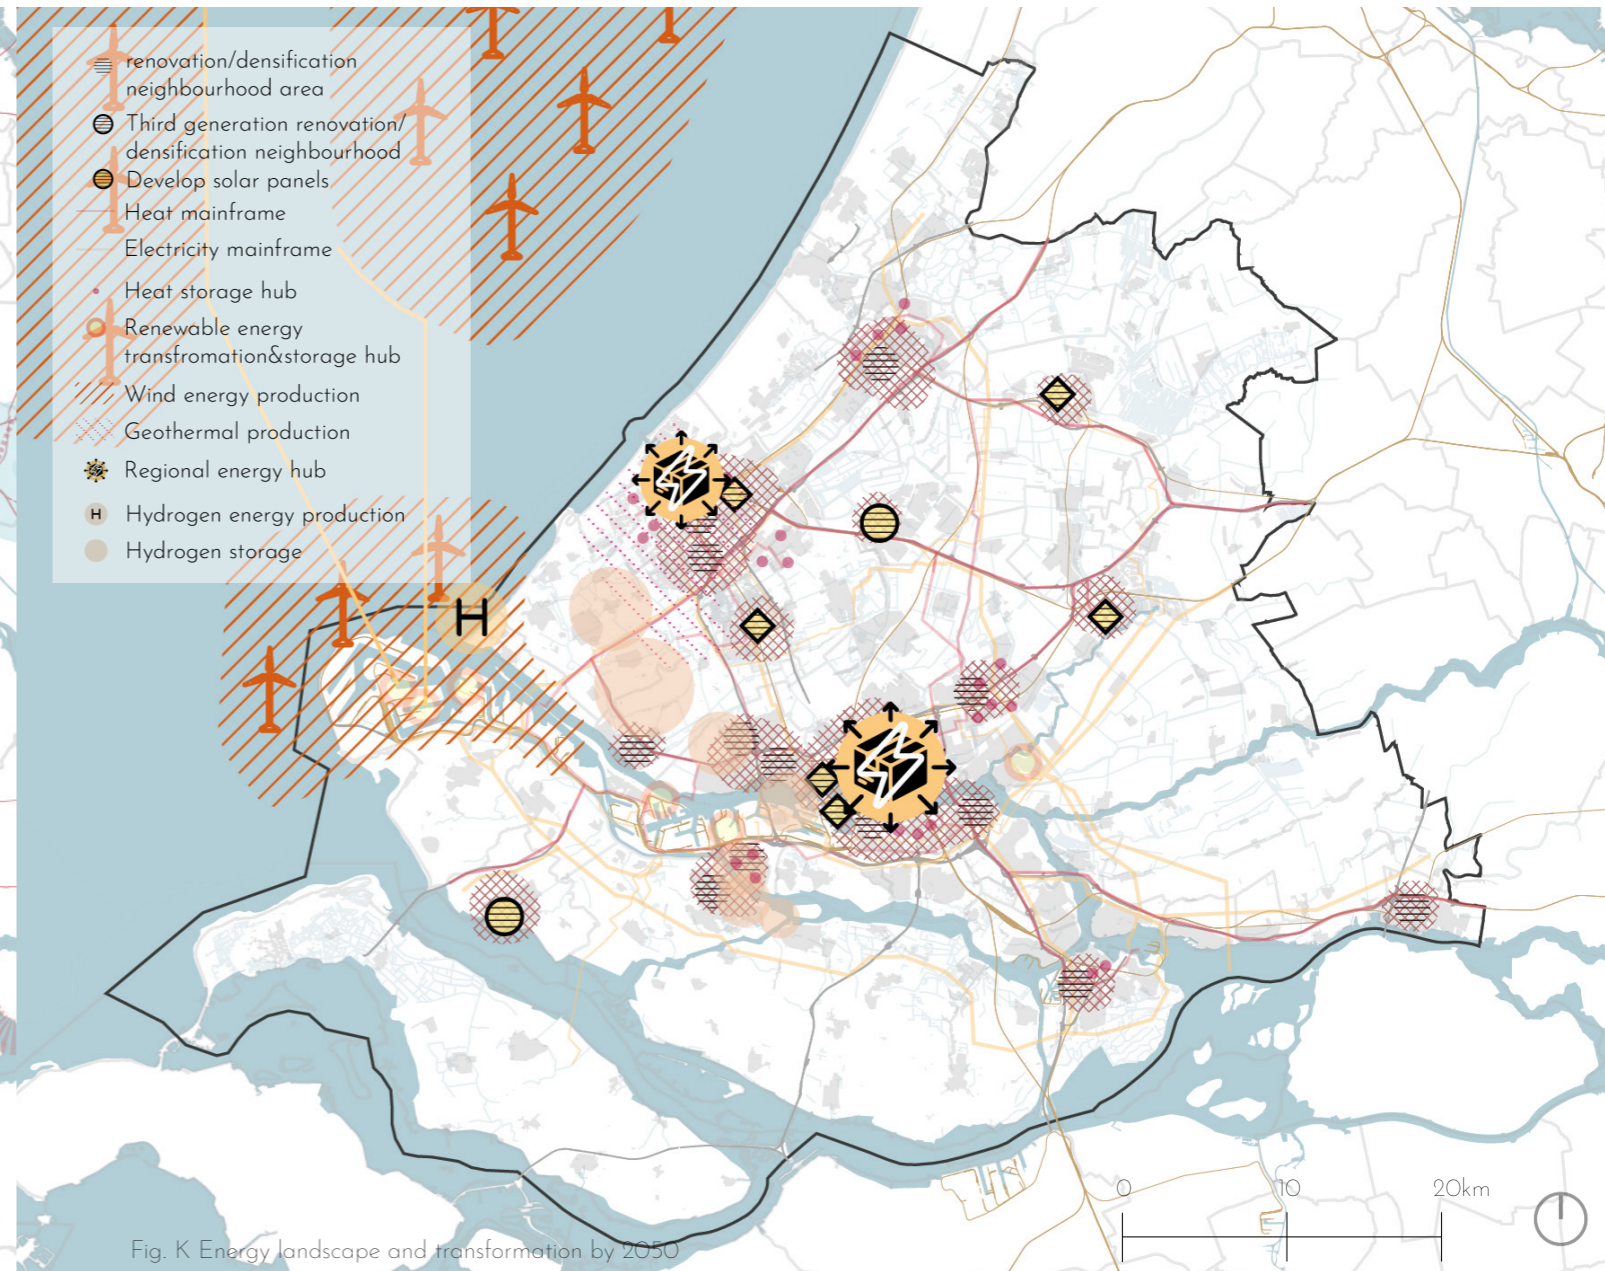 renovation/densification
neighbourhood area
Third generation renovation/
densification neighbourhood
Develop solar panels
Heat mainframe
Electricity mainframe
Heat storage hub
Renewable energy
transfromation&storage hub
Wind energy production
Geothermal production
Regional energy hub
H Hydrogen energy production
Hydrogen storage
H
0 10 20km
Fig. K Energy landscape and transformation by 2050